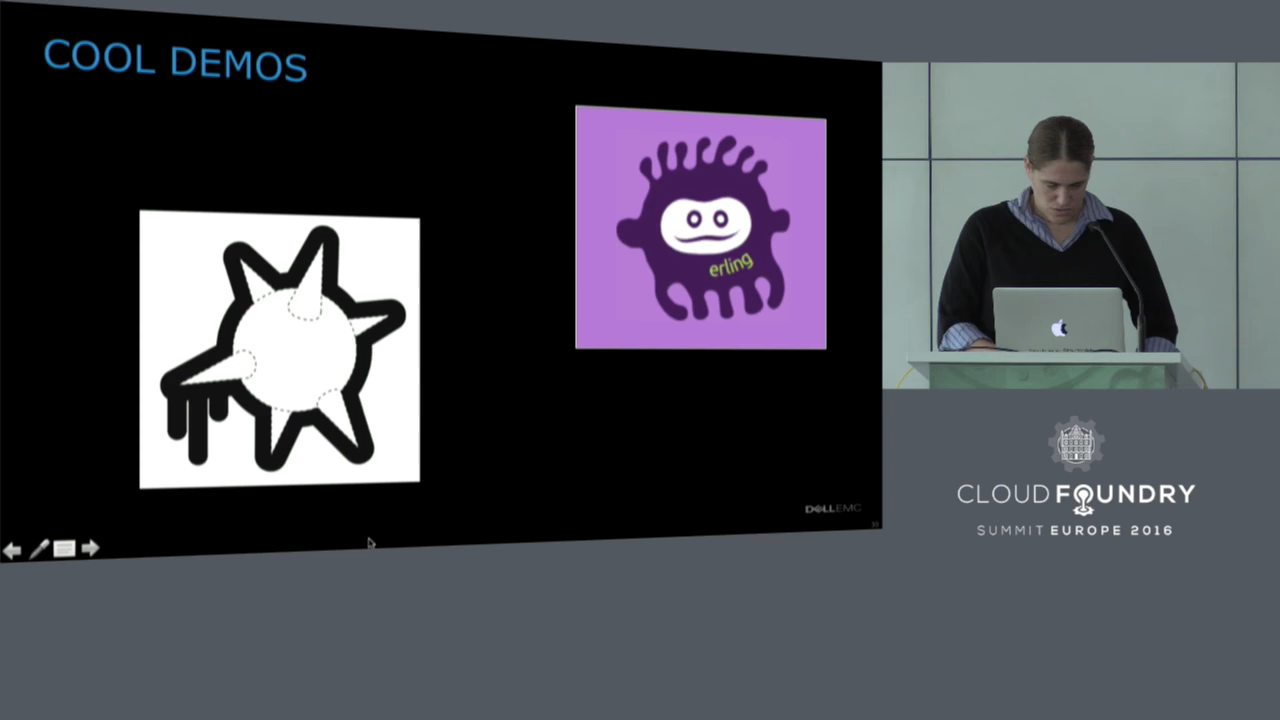 COOL DEMOS
erling
DELLEMC
CLOUD FOUNDRY
SUMMIT EUROPE 2016